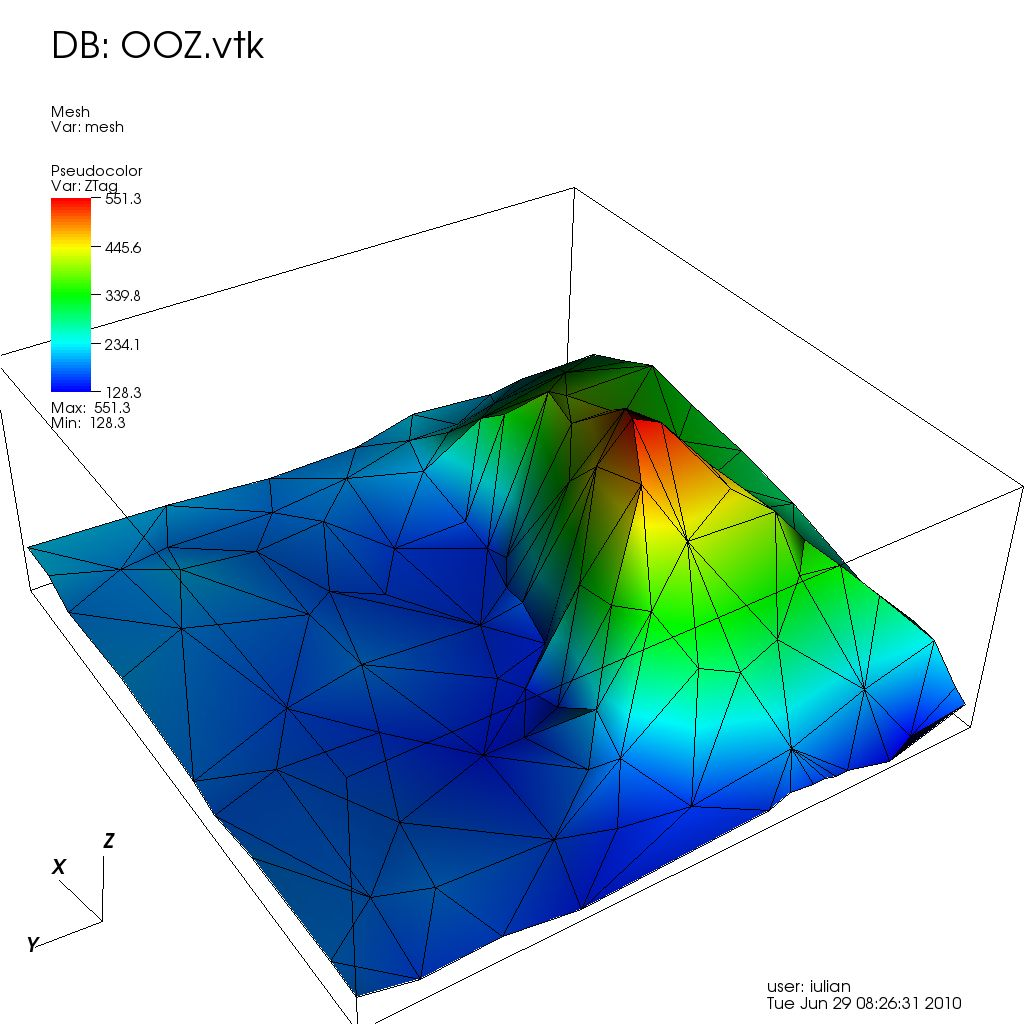 DB: OOZ.vtk
Mesh
Var: mesh
Pseudocolor
Var: ZTag
551.3
445.6
339.8
234.1
128.3
Max: 551.3
Min: 128.3
Z
X
Y
user: iulian
Tue Jun 29 08:26:31 2010